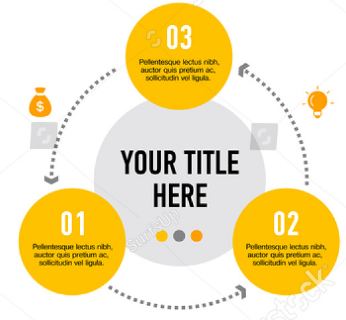 03
Pellentesque lectus nibh,
auctor quis pretium ac,
sollicitudin vel ligula.
$
YOUR TITLE
HERE
01
Pellentesque lectus nibh,
auctor quis pretium ac,
sollicitudin vel ligula.
02
Pellentesque lectus nibh,
auctor quis pretium ac,
sollicitudin vel ligula.